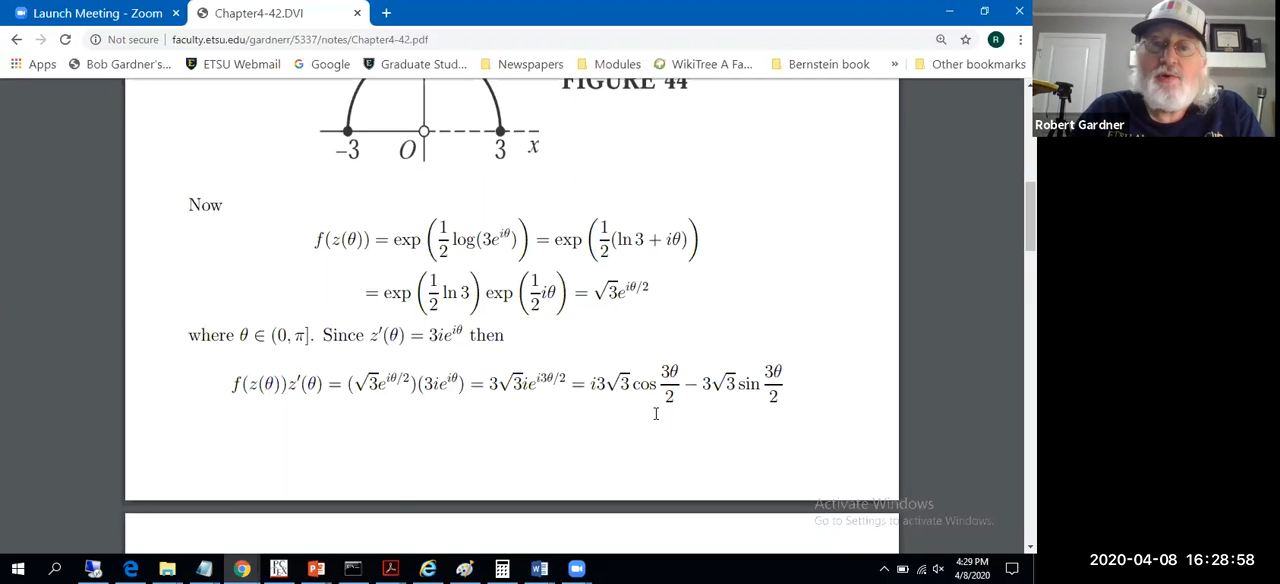 Launch Meeting - Zoom
Chapter4-42.DVI
Not secure | faculty.etsu.edu/gardnerr/5337/notes/Chapter4-42.pdf
R
Apps Bob Gardner's... ETSU Webmail Google Graduate Stud... Newspapers Modules WikiTree A Fa... Bernstein book » Other bookmarks
FIGURE 44
−3 O 3 x
Now
f(z(θ)) = exp(1/2 log(3e^{iθ})) = exp(1/2(ln 3 + iθ))
= exp(1/2 ln 3) exp(1/2 iθ) = √3e^{iθ/2}
where θ ∈ (0, π]. Since z′(θ) = 3ie^{iθ} then
f(z(θ))z′(θ) = (√3e^{iθ/2})(3ie^{iθ}) = 3√3ie^{i3θ/2} = i3√3 cos 3θ/2 − 3√3 sin 3θ/2
Activate Windows
Go to Settings to activate Windows.
4:29 PM
4/8/2020
Robert Gardner
2020-04-08 16:28:58